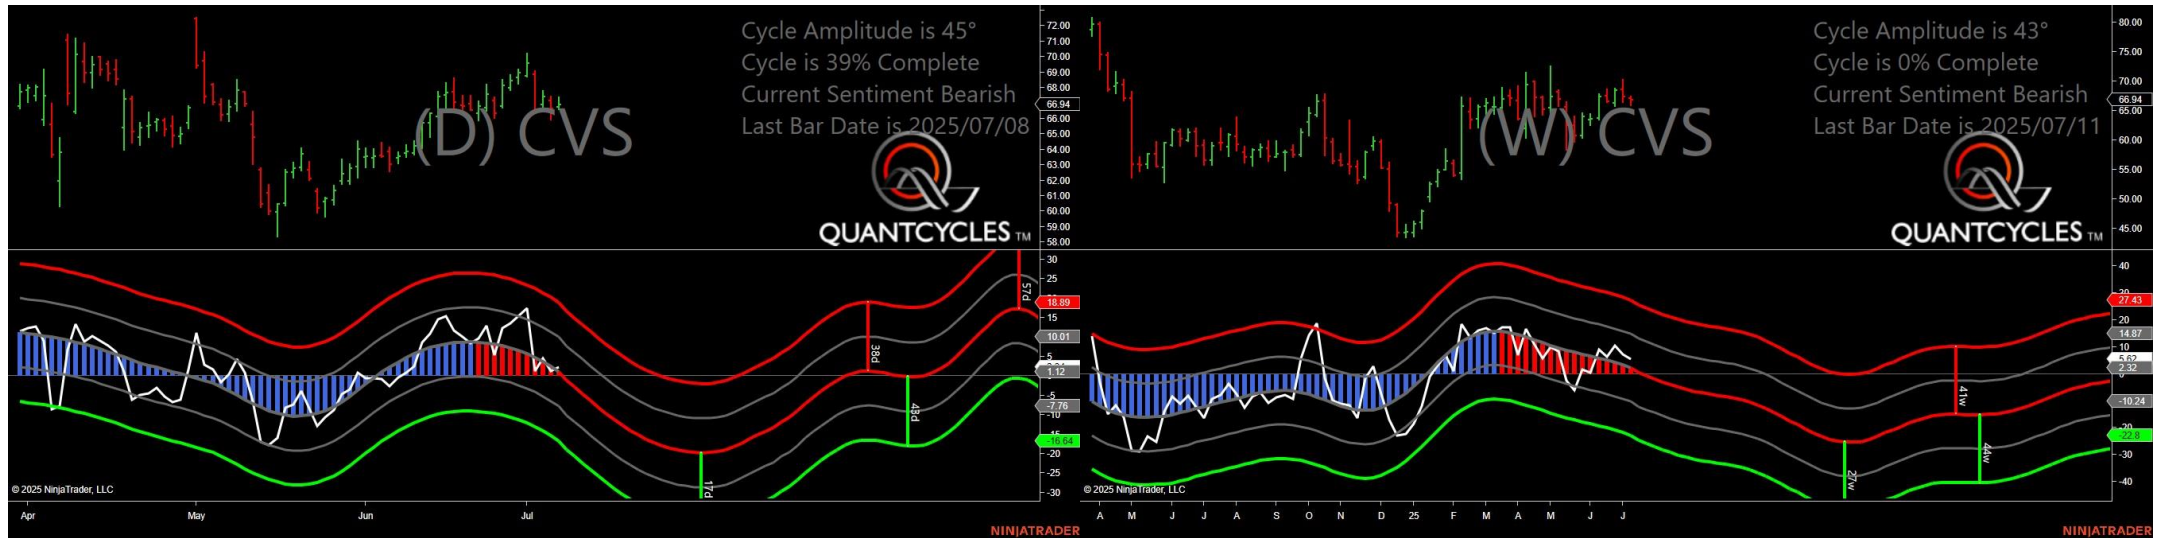 Cycle Amplitude is 45°
Cycle is 39% Complete
Current Sentiment Bearish
Last Bar Date is 2025/07/08
(D) CVS
QUANTCYCLES TM
72.00
71.00
70.00
69.00
68.00
66.94
66.00
65.00
64.00
63.00
62.00
61.00
60.00
59.00
58.00
30
25
18.89
15
10.01
5
1.12
-5
-7.76
-10
-16.64
-20
-25
-30
57d
38d
43d
17d
© 2025 NinjaTrader, LLC
Apr May Jun Jul
NINJATRADER
Cycle Amplitude is 43°
Cycle is 0% Complete
Current Sentiment Bearish
Last Bar Date is 2025/07/11
(W) CVS
QUANTCYCLES TM
80.00
75.00
70.00
66.94
65.00
60.00
55.00
50.00
45.00
40
27.43
20
14.87
10
5.62
2.32
-10.24
-22.8
-30
-40
41w
44w
27w
© 2025 NinjaTrader, LLC
A M J J A S O N D 25 F M A M J J
NINJATRADER